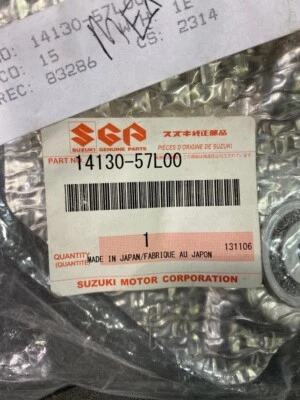 14130-57L00
1E
CO: 15
CS: 2314
REC: B3286
SGP スズキ純正部品
SUZUKI GENUINE PARTS
PIÈCES D'ORIGINE DE SUZUKI
PART NO. 14130-57L00
QUANTITY
(QUANTITÉ)
1
131106
MADE IN JAPAN/FABRIQUE AU JAPON
SUZUKI MOTOR CORPORATION